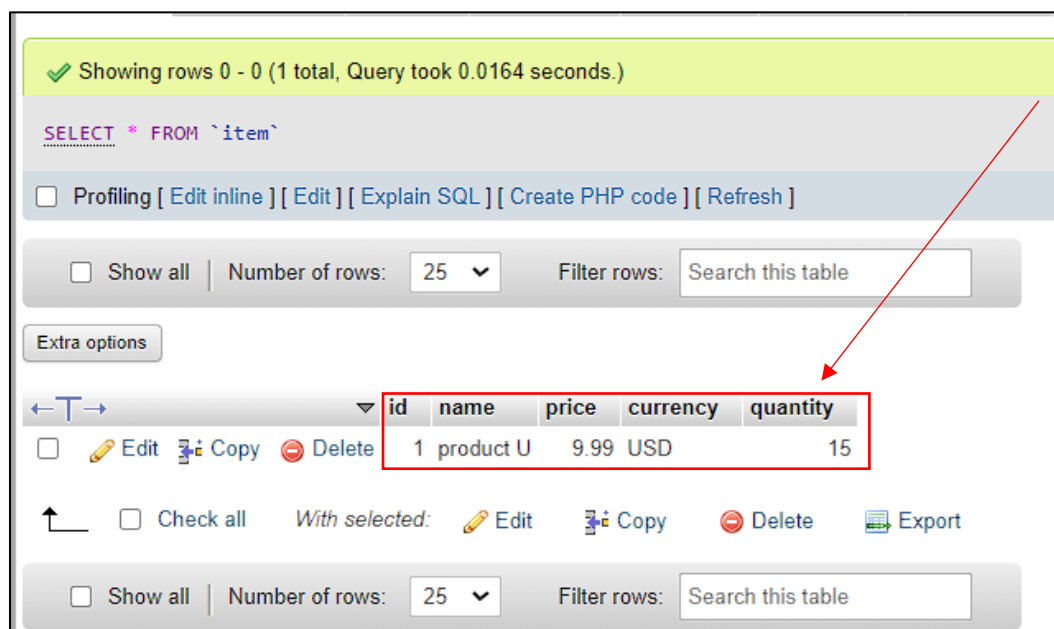 Showing rows 0 - 0 (1 total, Query took 0.0164 seconds.)
SELECT * FROM `item`
Profiling [ Edit inline ] [ Edit ] [ Explain SQL ] [ Create PHP code ] [ Refresh ]
Show all | Number of rows: 25 Filter rows: Search this table
Extra options
←T→ id name price currency quantity
Edit Copy Delete 1 product U 9.99 USD 15
Check all With selected: Edit Copy Delete Export
Show all | Number of rows: 25 Filter rows: Search this table